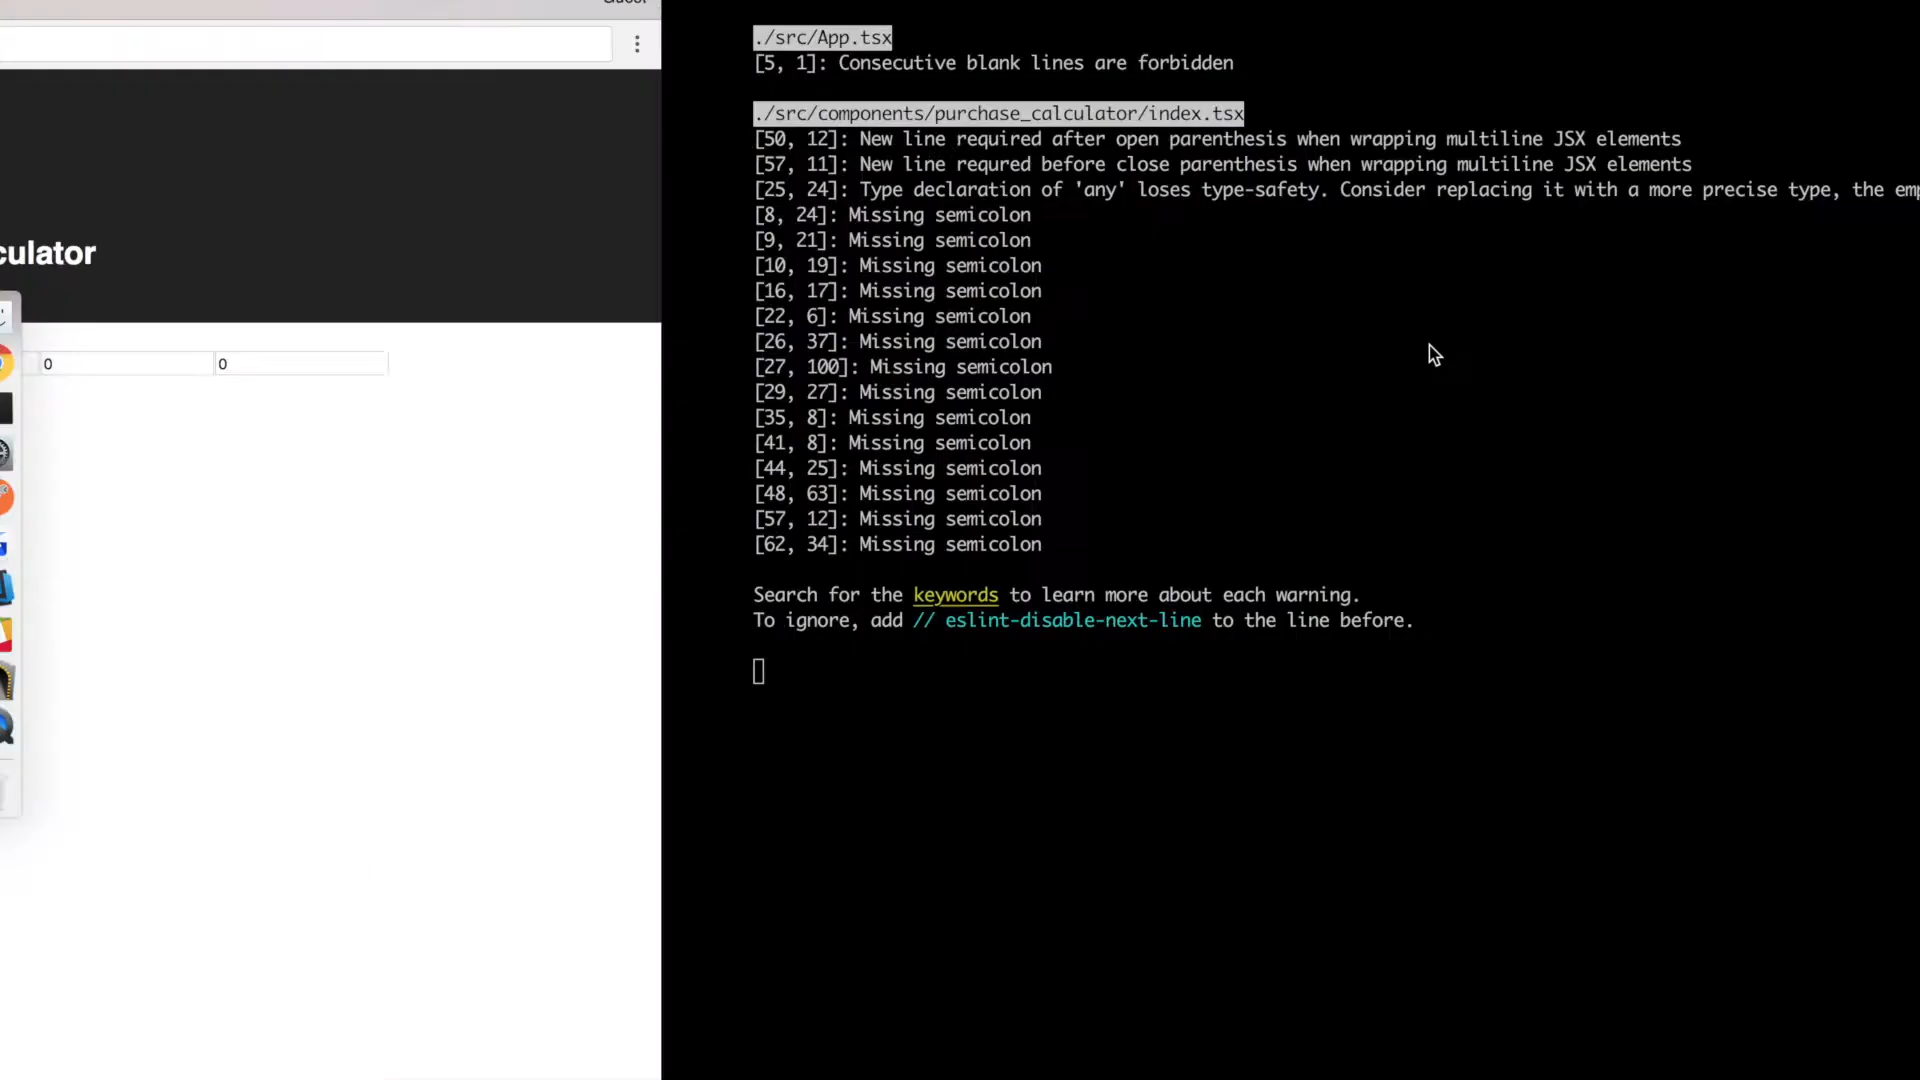 culator
0 0
./src/App.tsx
[5, 1]: Consecutive blank lines are forbidden
./src/components/purchase_calculator/index.tsx
[50, 12]: New line required after open parenthesis when wrapping multiline JSX elements
[57, 11]: New line requred before close parenthesis when wrapping multiline JSX elements
[25, 24]: Type declaration of 'any' loses type-safety. Consider replacing it with a more precise type, the emp
[8, 24]: Missing semicolon
[9, 21]: Missing semicolon
[10, 19]: Missing semicolon
[16, 17]: Missing semicolon
[22, 6]: Missing semicolon
[26, 37]: Missing semicolon
[27, 100]: Missing semicolon
[29, 27]: Missing semicolon
[35, 8]: Missing semicolon
[41, 8]: Missing semicolon
[44, 25]: Missing semicolon
[48, 63]: Missing semicolon
[57, 12]: Missing semicolon
[62, 34]: Missing semicolon
Search for the keywords to learn more about each warning.
To ignore, add // eslint-disable-next-line to the line before.